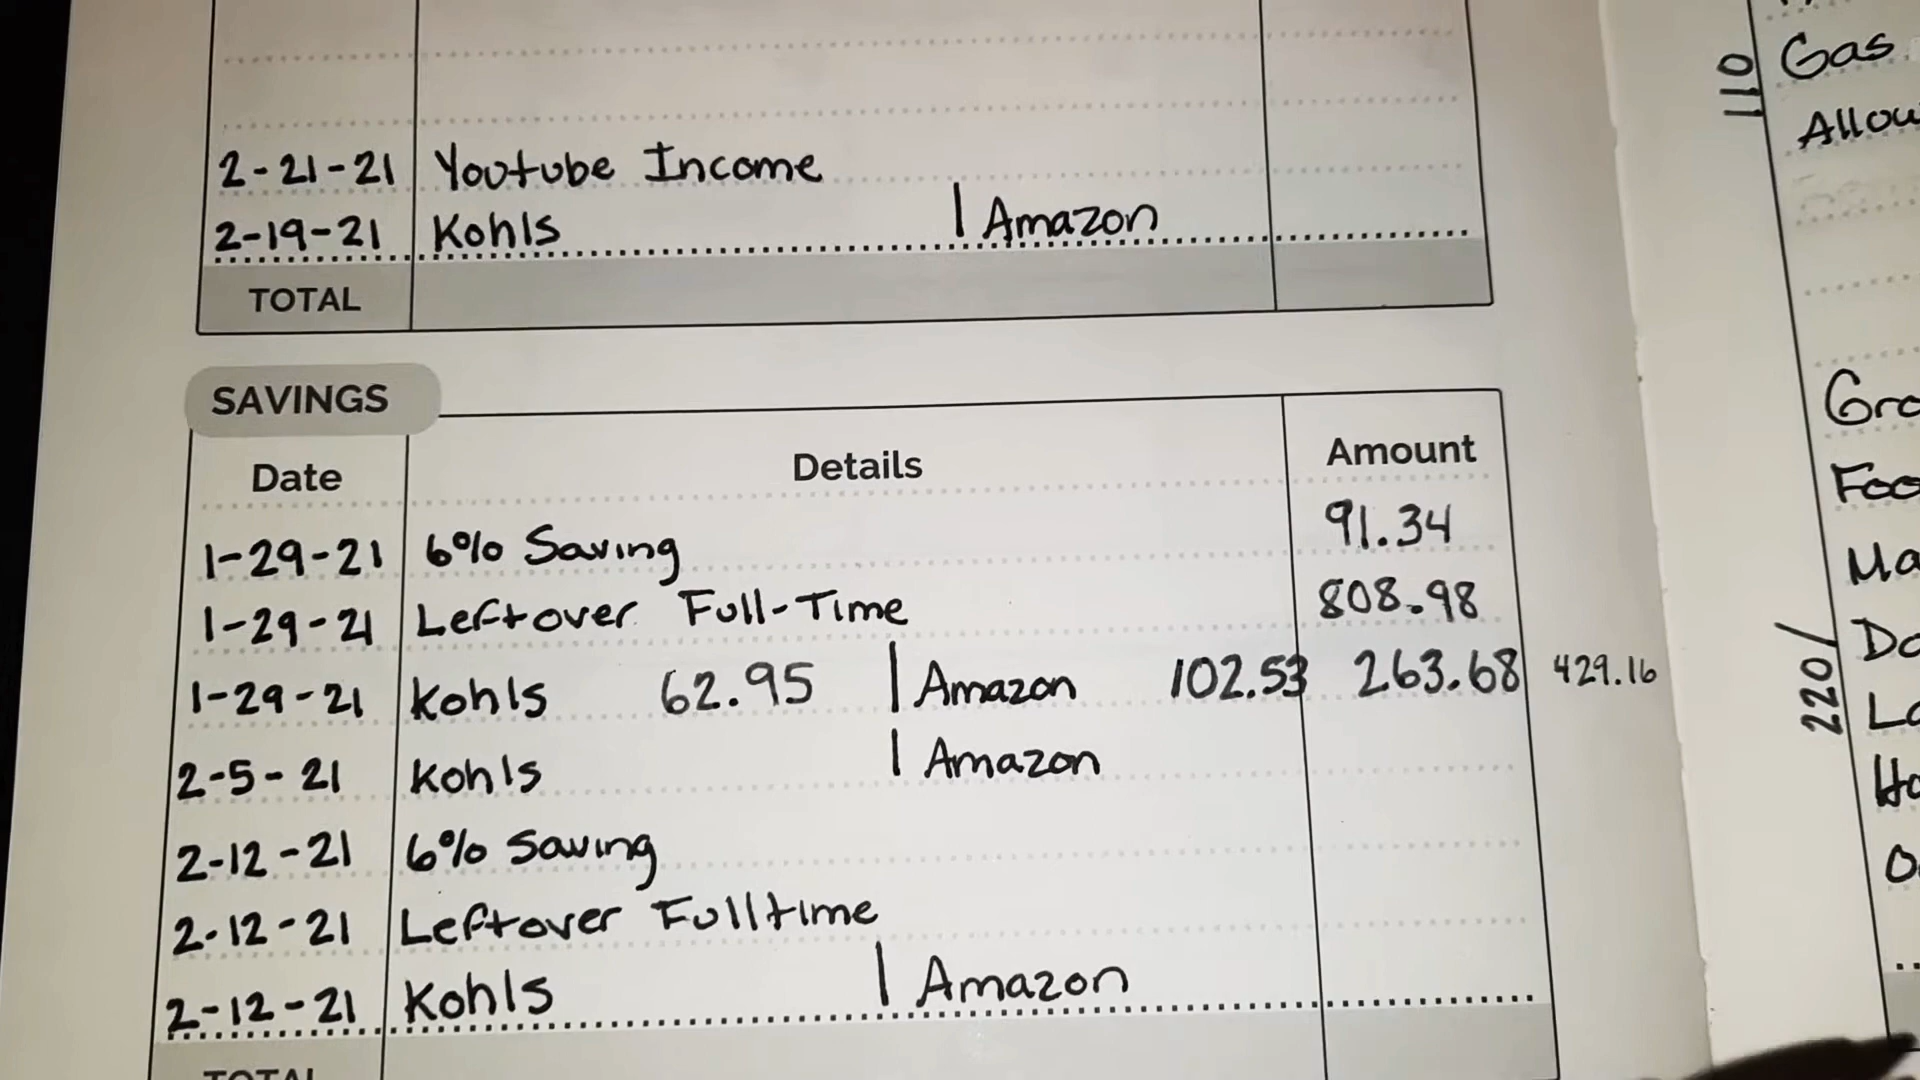 2-21-21 Youtube Income
2-19-21 Kohls | Amazon
TOTAL
SAVINGS
Date Details Amount
1-29-21 6% Saving 91.34
1-29-21 Leftover Full-Time 808.98
1-29-21 Kohls 62.95 | Amazon 102.53 263.68 429.16
2-5-21 Kohls | Amazon
2-12-21 6% Saving
2-12-21 Leftover Fulltime
2-12-21 Kohls | Amazon
TOTAL
110
Gas
220/